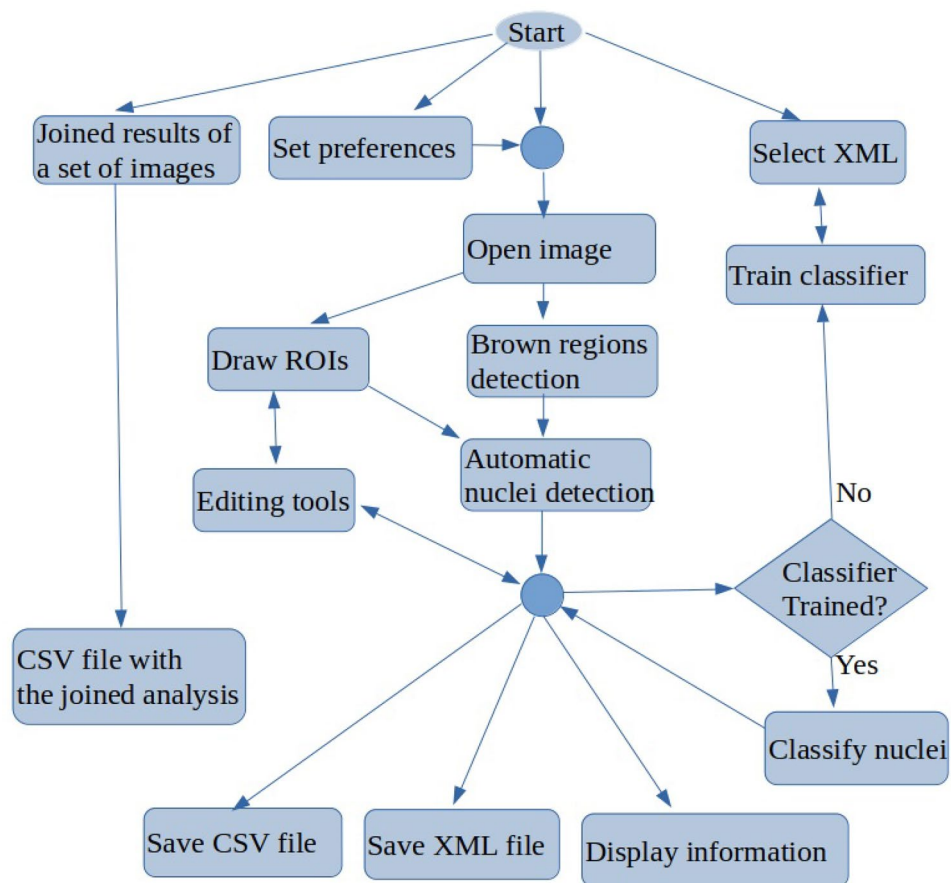 Start
Joined results of
a set of images
Set preferences
Select XML
Open image
Train classifier
Draw ROIs
Brown regions
detection
Automatic
nuclei detection
Editing tools
No
Classifier
Trained?
CSV file with
the joined analysis
Yes
Classify nuclei
Save CSV file
Save XML file
Display information